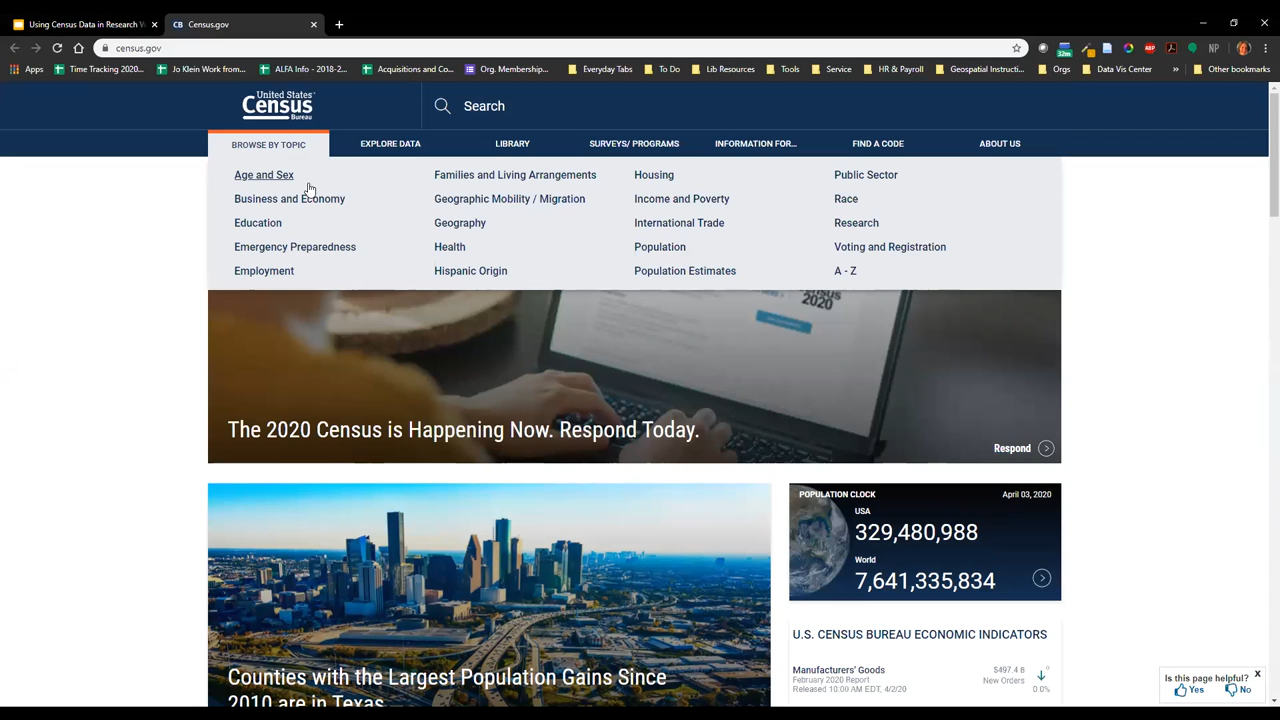 Using Census Data in Research
Census.gov
census.gov
Apps
Time Tracking 2020...
Jo Klein Work from...
ALFA Info - 2018-2...
Acquisitions and Co...
Org. Membership...
Everyday Tabs
To Do
Lib Resources
Tools
Service
HR & Payroll
Geospatial Instructi...
Orgs
Data Vis Center
»
Other bookmarks
United States®
Census
Bureau
Search
BROWSE BY TOPIC
EXPLORE DATA
LIBRARY
SURVEYS/ PROGRAMS
INFORMATION FOR...
FIND A CODE
ABOUT US
Age and Sex
Business and Economy
Education
Emergency Preparedness
Employment
Families and Living Arrangements
Geographic Mobility / Migration
Geography
Health
Hispanic Origin
Housing
Income and Poverty
International Trade
Population
Population Estimates
Public Sector
Race
Research
Voting and Registration
A - Z
2020
The 2020 Census is Happening Now. Respond Today.
Respond
Counties with the Largest Population Gains Since
2010 are in Texas
POPULATION CLOCK
April 03, 2020
USA
329,480,988
World
7,641,335,834
U.S. CENSUS BUREAU ECONOMIC INDICATORS
Manufacturers' Goods
February 2020 Report
Released 10:00 AM EDT, 4/2/20
$497.4 B
New Orders
0.0%
Is this page helpful?
X
Yes
No